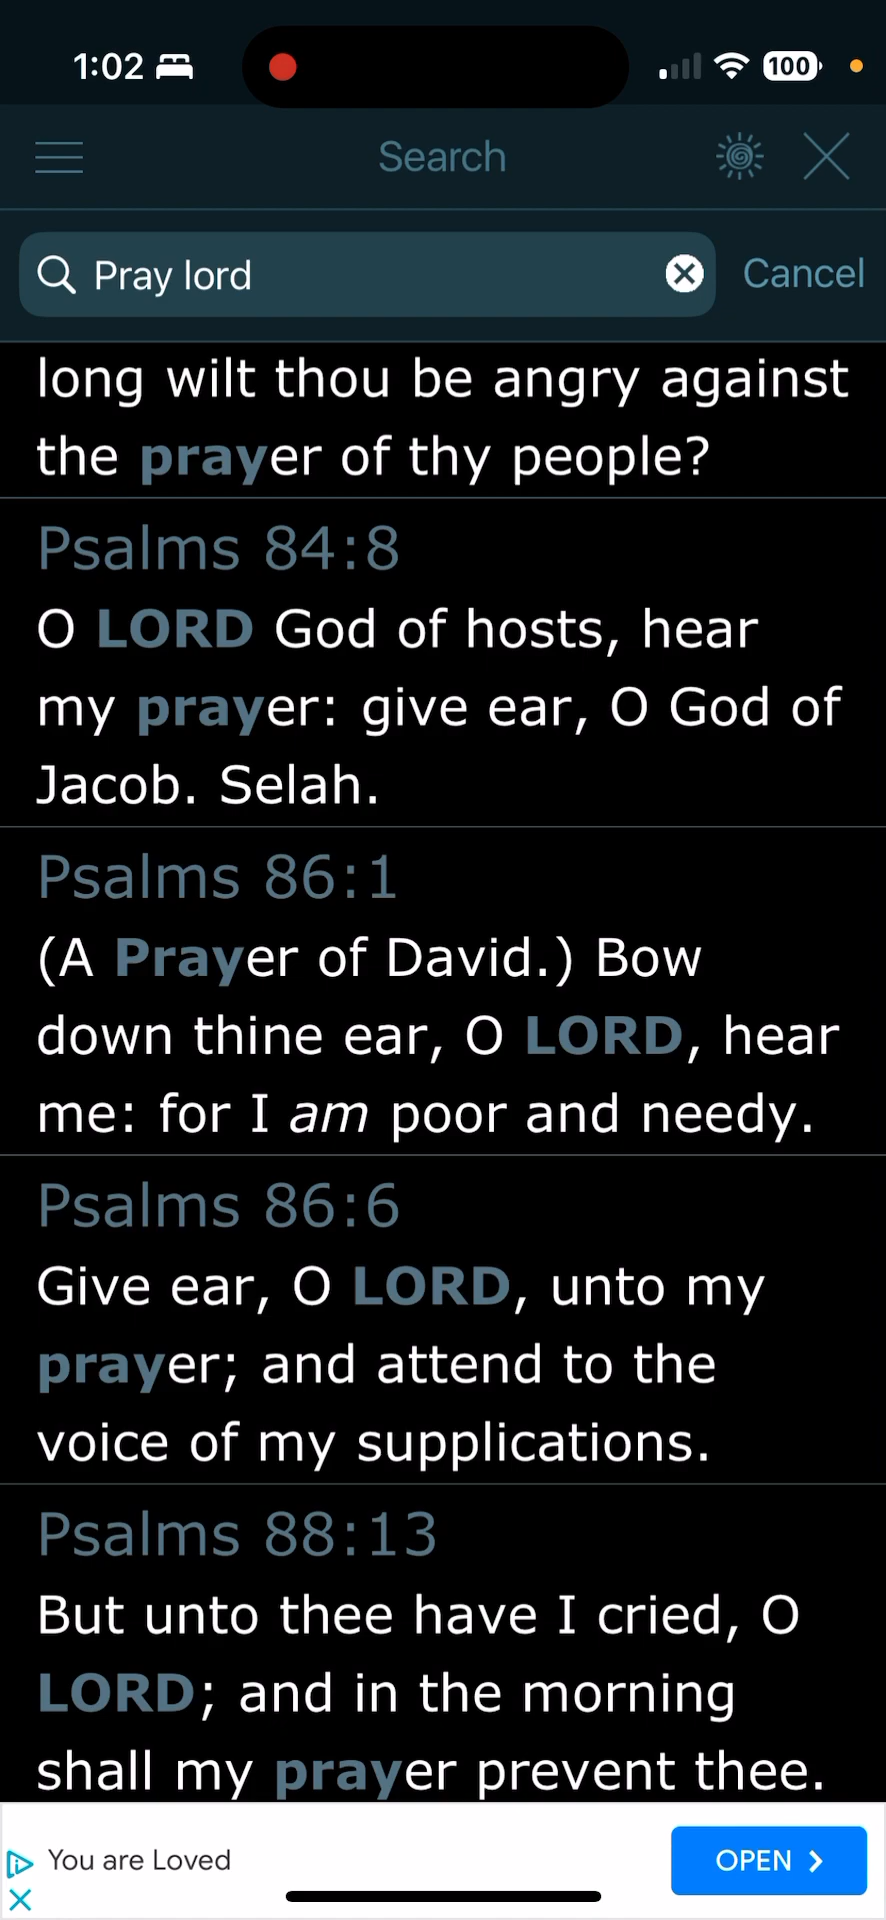 1:02
100
Search
Pray lord
Cancel
long wilt thou be angry against
the prayer of thy people?
Psalms 84:8
O LORD God of hosts, hear
my prayer: give ear, O God of
Jacob. Selah.
Psalms 86:1
(A Prayer of David.) Bow
down thine ear, O LORD, hear
me: for I am poor and needy.
Psalms 86:6
Give ear, O LORD, unto my
prayer; and attend to the
voice of my supplications.
Psalms 88:13
But unto thee have I cried, O
LORD; and in the morning
shall my prayer prevent thee.
You are Loved
OPEN